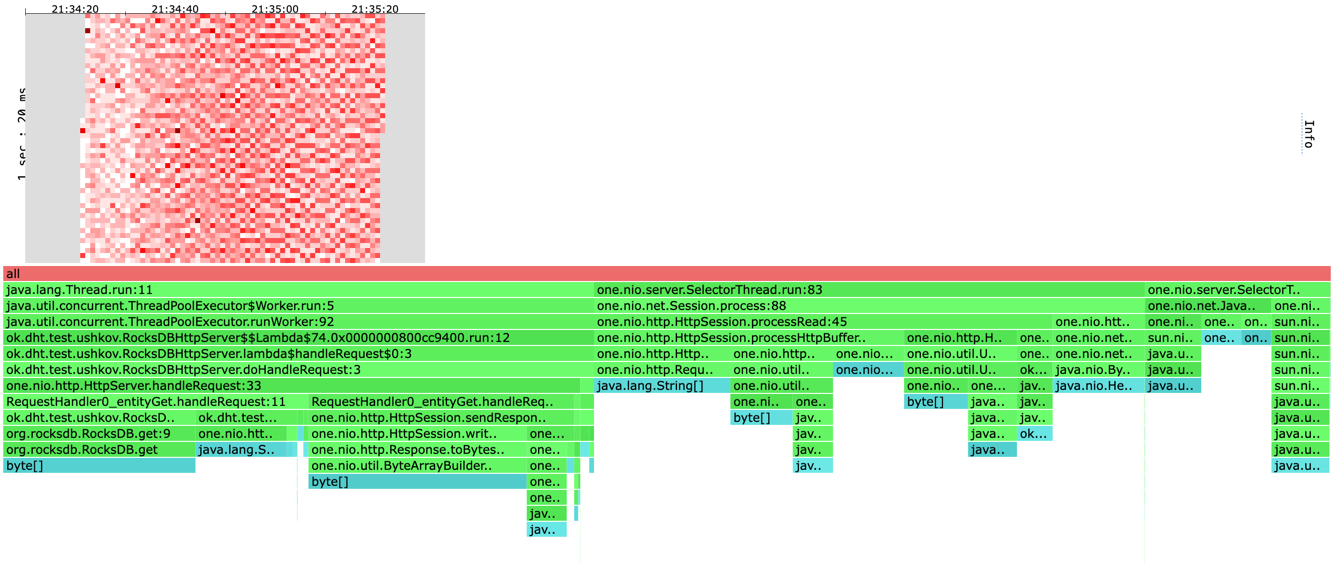 21:34:20 21:34:40 21:35:00 21:35:20
1 sec : 20 ms
Info
all
java.lang.Thread.run:11 one.nio.server.SelectorThread.run:83 one.nio.server.SelectorT..
java.util.concurrent.ThreadPoolExecutor$Worker.run:5 one.nio.net.Session.process:88 one.nio.net.Java.. one.ni..
java.util.concurrent.ThreadPoolExecutor.runWorker:92 one.nio.http.HttpSession.processRead:45 one.nio.htt.. one.ni.. one.. on.. sun.ni..
ok.dht.test.ushkov.RocksDBHttpServer$$Lambda$74.0x0000000800cc9400.run:12 one.nio.http.HttpSession.processHttpBuffer.. one.nio.http.H.. one.. one.nio.net.. sun.ni.. one.. on.. sun.ni..
ok.dht.test.ushkov.RocksDBHttpServer.lambda$handleRequest$0:3 one.nio.http.Http.. one.nio.http.. one.nio... one.nio.util.U.. one.. one.nio.net.. java.u.. sun.ni..
ok.dht.test.ushkov.RocksDBHttpServer.doHandleRequest:3 one.nio.http.Requ.. one.nio.util.. one.nio... one.nio.util.U.. ok... java.nio.By.. java.u.. sun.ni..
one.nio.http.HttpServer.handleRequest:33 java.lang.String[] one.nio.util.. one.nio.. one... jav.. java.nio.He.. java.u.. sun.ni..
RequestHandler0_entityGet.handleRequest:11 RequestHandler0_entityGet.handleReq.. one.ni.. one.. byte[] java.. jav.. java.u..
ok.dht.test.ushkov.RocksD.. ok.dht.test... one.nio.http.HttpSession.sendRespon.. byte[] jav.. java.. jav.. java.u..
org.rocksdb.RocksDB.get:9 one.nio.htt.. one.nio.http.HttpSession.writ.. one... jav.. java.. ok... java.u..
org.rocksdb.RocksDB.get java.lang.S.. one.nio.http.Response.toBytes.. one.. jav.. java.. java.u..
byte[] one.nio.util.ByteArrayBuilder.. one.. jav.. java.u..
byte[] one..
one..
jav..
jav..